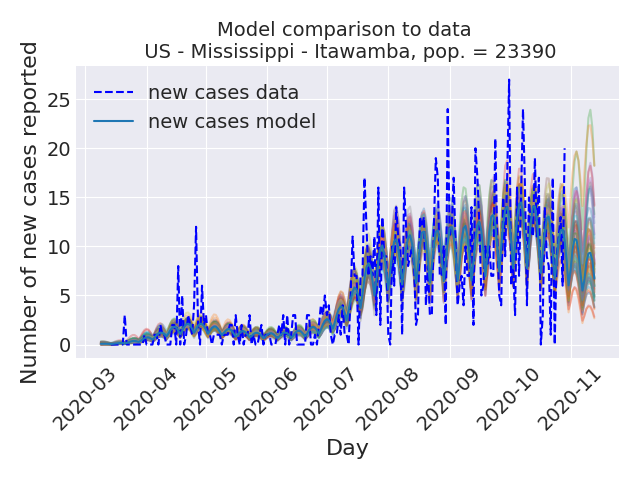 Model comparison to data
US - Mississippi - Itawamba, pop. = 23390
Number of new cases reported
25
20
15
10
5
0
new cases data
new cases model
2020-03
2020-04
2020-05
2020-06
2020-07
2020-08
2020-09
2020-10
2020-11
Day